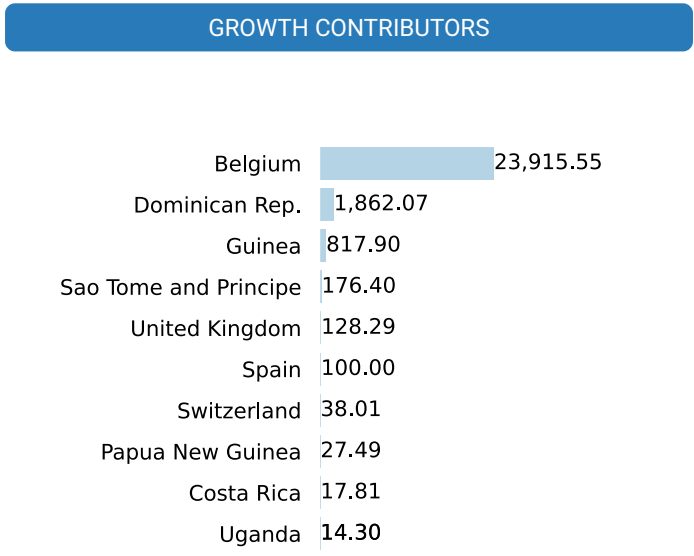 GROWTH CONTRIBUTORS
Belgium 23,915.55
Dominican Rep. 1,862.07
Guinea 817.90
Sao Tome and Principe 176.40
United Kingdom 128.29
Spain 100.00
Switzerland 38.01
Papua New Guinea 27.49
Costa Rica 17.81
Uganda 14.30